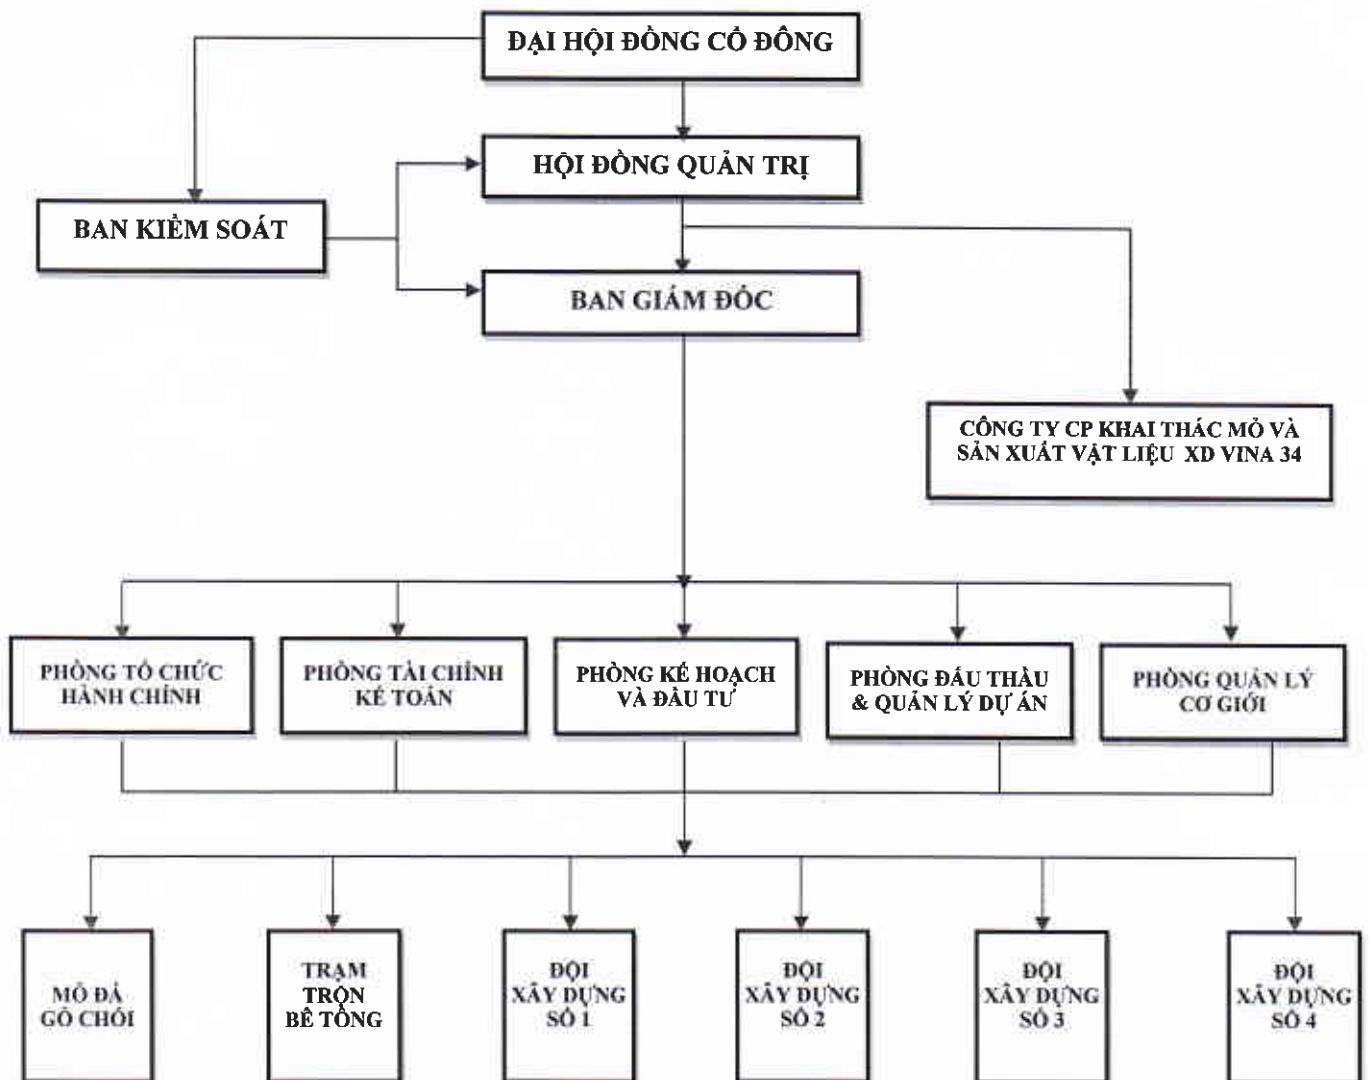 ĐẠI HỘI ĐỒNG CỔ ĐÔNG
HỘI ĐỒNG QUẢN TRỊ
BAN KIỂM SOÁT
BAN GIÁM ĐỐC
CÔNG TY CP KHAI THÁC MỎ VÀ
SẢN XUẤT VẬT LIỆU XD VINA 34
PHÒNG TỔ CHỨC
HÀNH CHÍNH
PHÒNG TÀI CHÍNH
KẾ TOÁN
PHÒNG KẾ HOẠCH
VÀ ĐẦU TƯ
PHÒNG ĐẤU THẦU
& QUẢN LÝ DỰ ÁN
PHÒNG QUẢN LÝ
CƠ GIỚI
MỎ ĐÁ
GÒ CHÓI
TRẠM
TRỘN
BÊ TÔNG
ĐỘI
XÂY DỰNG
SỐ 1
ĐỘI
XÂY DỰNG
SỐ 2
ĐỘI
XÂY DỰNG
SỐ 3
ĐỘI
XÂY DỰNG
SỐ 4